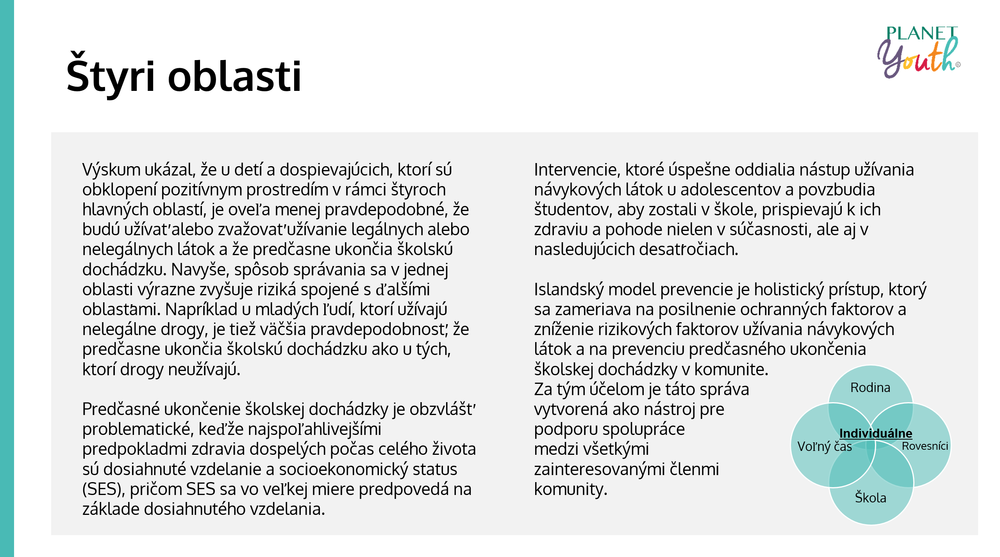 PLANET
Youth®
Štyri oblasti
Výskum ukázal, že u detí a dospievajúcich, ktorí sú
obklopení pozitívnym prostredím v rámci štyroch
hlavných oblastí, je oveľa menej pravdepodobné, že
budú užívať alebo zvažovať užívanie legálnych alebo
nelegálnych látok a že predčasne ukončia školskú
dochádzku. Navyše, spôsob správania sa v jednej
oblasti výrazne zvyšuje riziká spojené s ďalšími
oblasťami. Napríklad u mladých ľudí, ktorí užívajú
nelegálne drogy, je tiež väčšia pravdepodobnosť, že
predčasne ukončia školskú dochádzku ako u tých,
ktorí drogy neužívajú.
Predčasné ukončenie školskej dochádzky je obzvlášť
problematické, keďže najspoľahlivejšími
predpokladmi zdravia dospelých počas celého života
sú dosiahnuté vzdelanie a socioekonomický status
(SES), pričom SES sa vo veľkej miere predpovedá na
základe dosiahnutého vzdelania.
Intervencie, ktoré úspešne oddialia nástup užívania
návykových látok u adolescentov a povzbudia
študentov, aby zostali v škole, prispievajú k ich
zdraviu a pohode nielen v súčasnosti, ale aj v
nasledujúcich desaťročiach.
Islandský model prevencie je holistický prístup, ktorý
sa zameriava na posilnenie ochranných faktorov a
zníženie rizikových faktorov užívania návykových
látok a na prevenciu predčasného ukončenia
školskej dochádzky v komunite.
Za tým účelom je táto správa
vytvorená ako nástroj pre
podporu spolupráce
medzi všetkými
zainteresovanými členmi
komunity.
Rodina
Individuálne
Voľný čas
Rovesníci
Škola